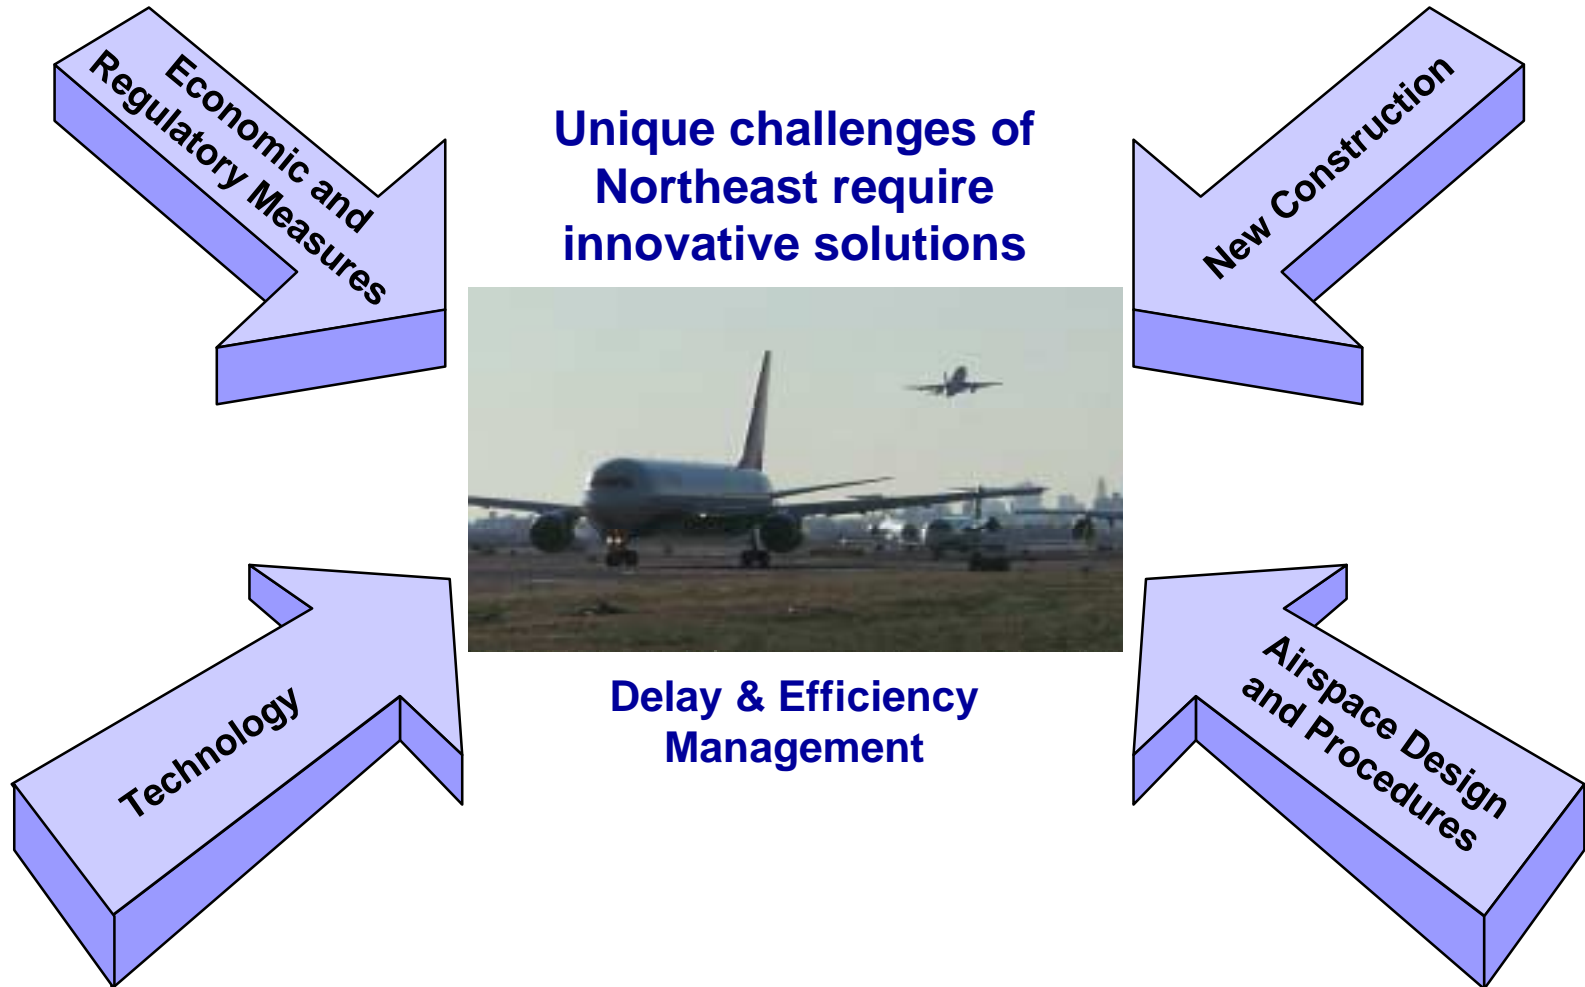 Economic and
Regulatory Measures
Unique challenges of
Northeast require
innovative solutions
New Construction
Technology
Delay & Efficiency
Management
Airspace Design
and Procedures